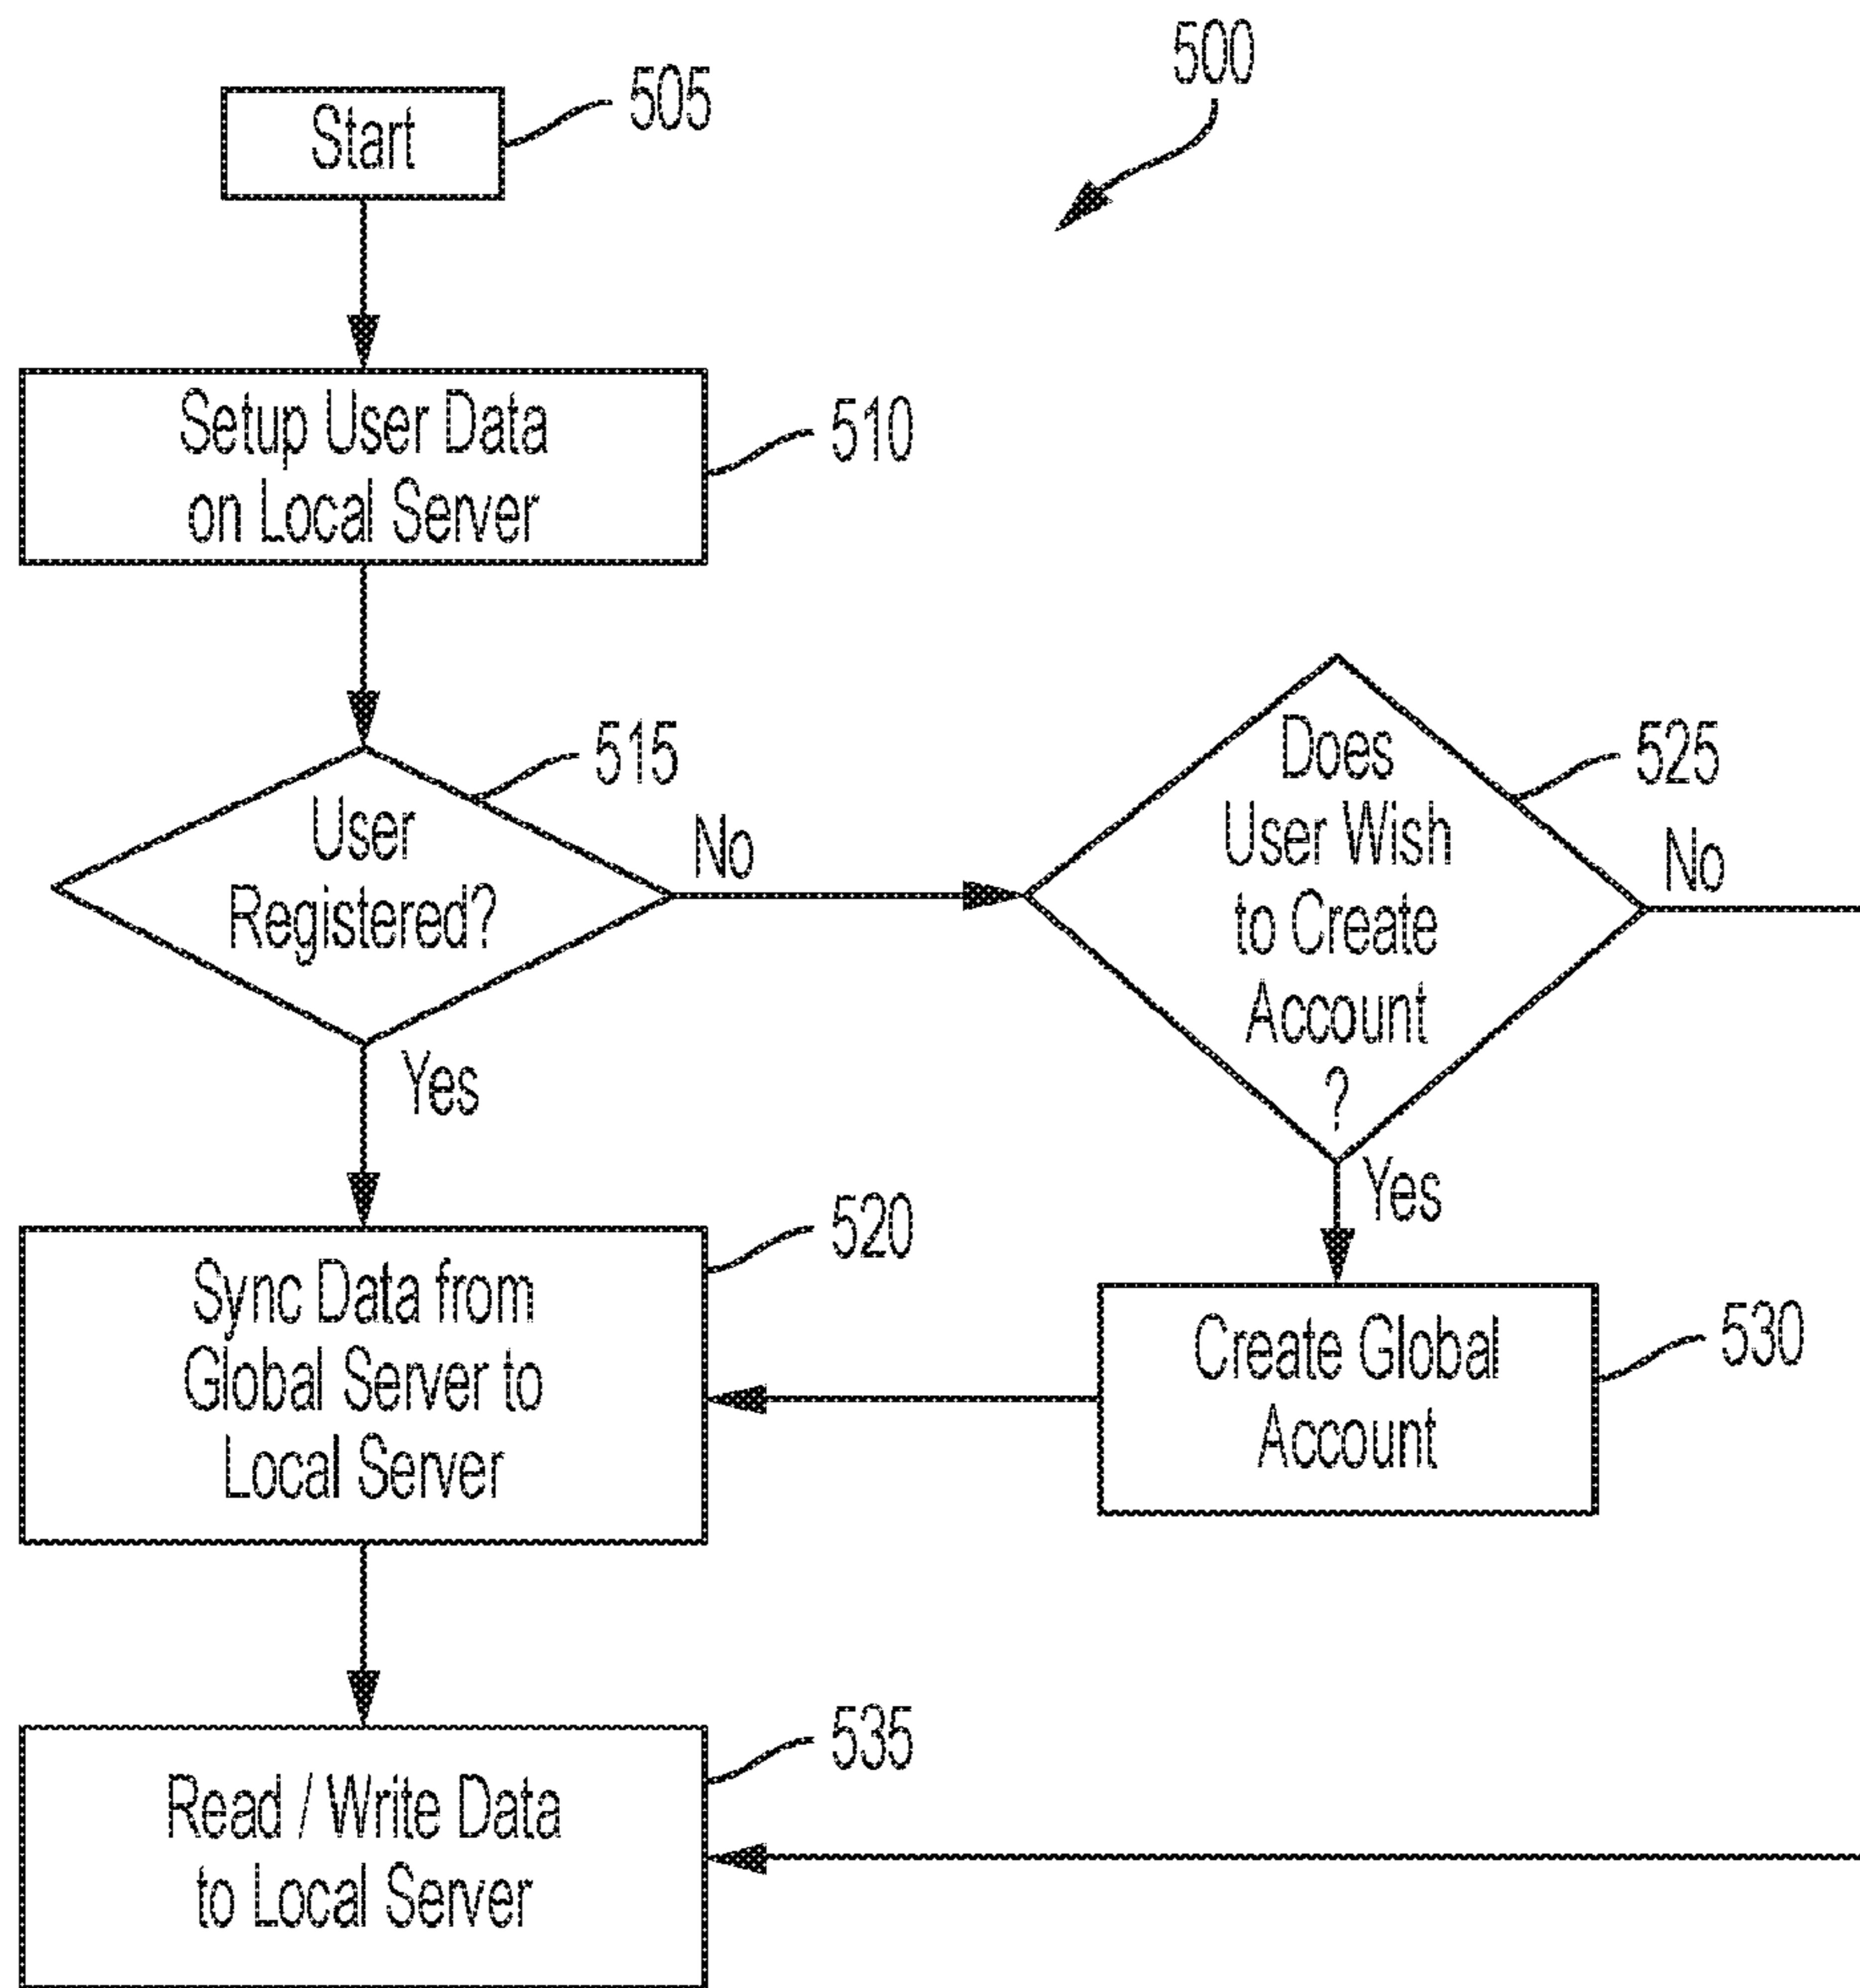 500
Start
505
Setup User Data
on Local Server
510
User
Registered?
515
No
Yes
Does
User Wish
to Create
Account
?
525
No
Yes
Sync Data from
Global Server to
Local Server
520
Create Global
Account
530
Read / Write Data
to Local Server
535